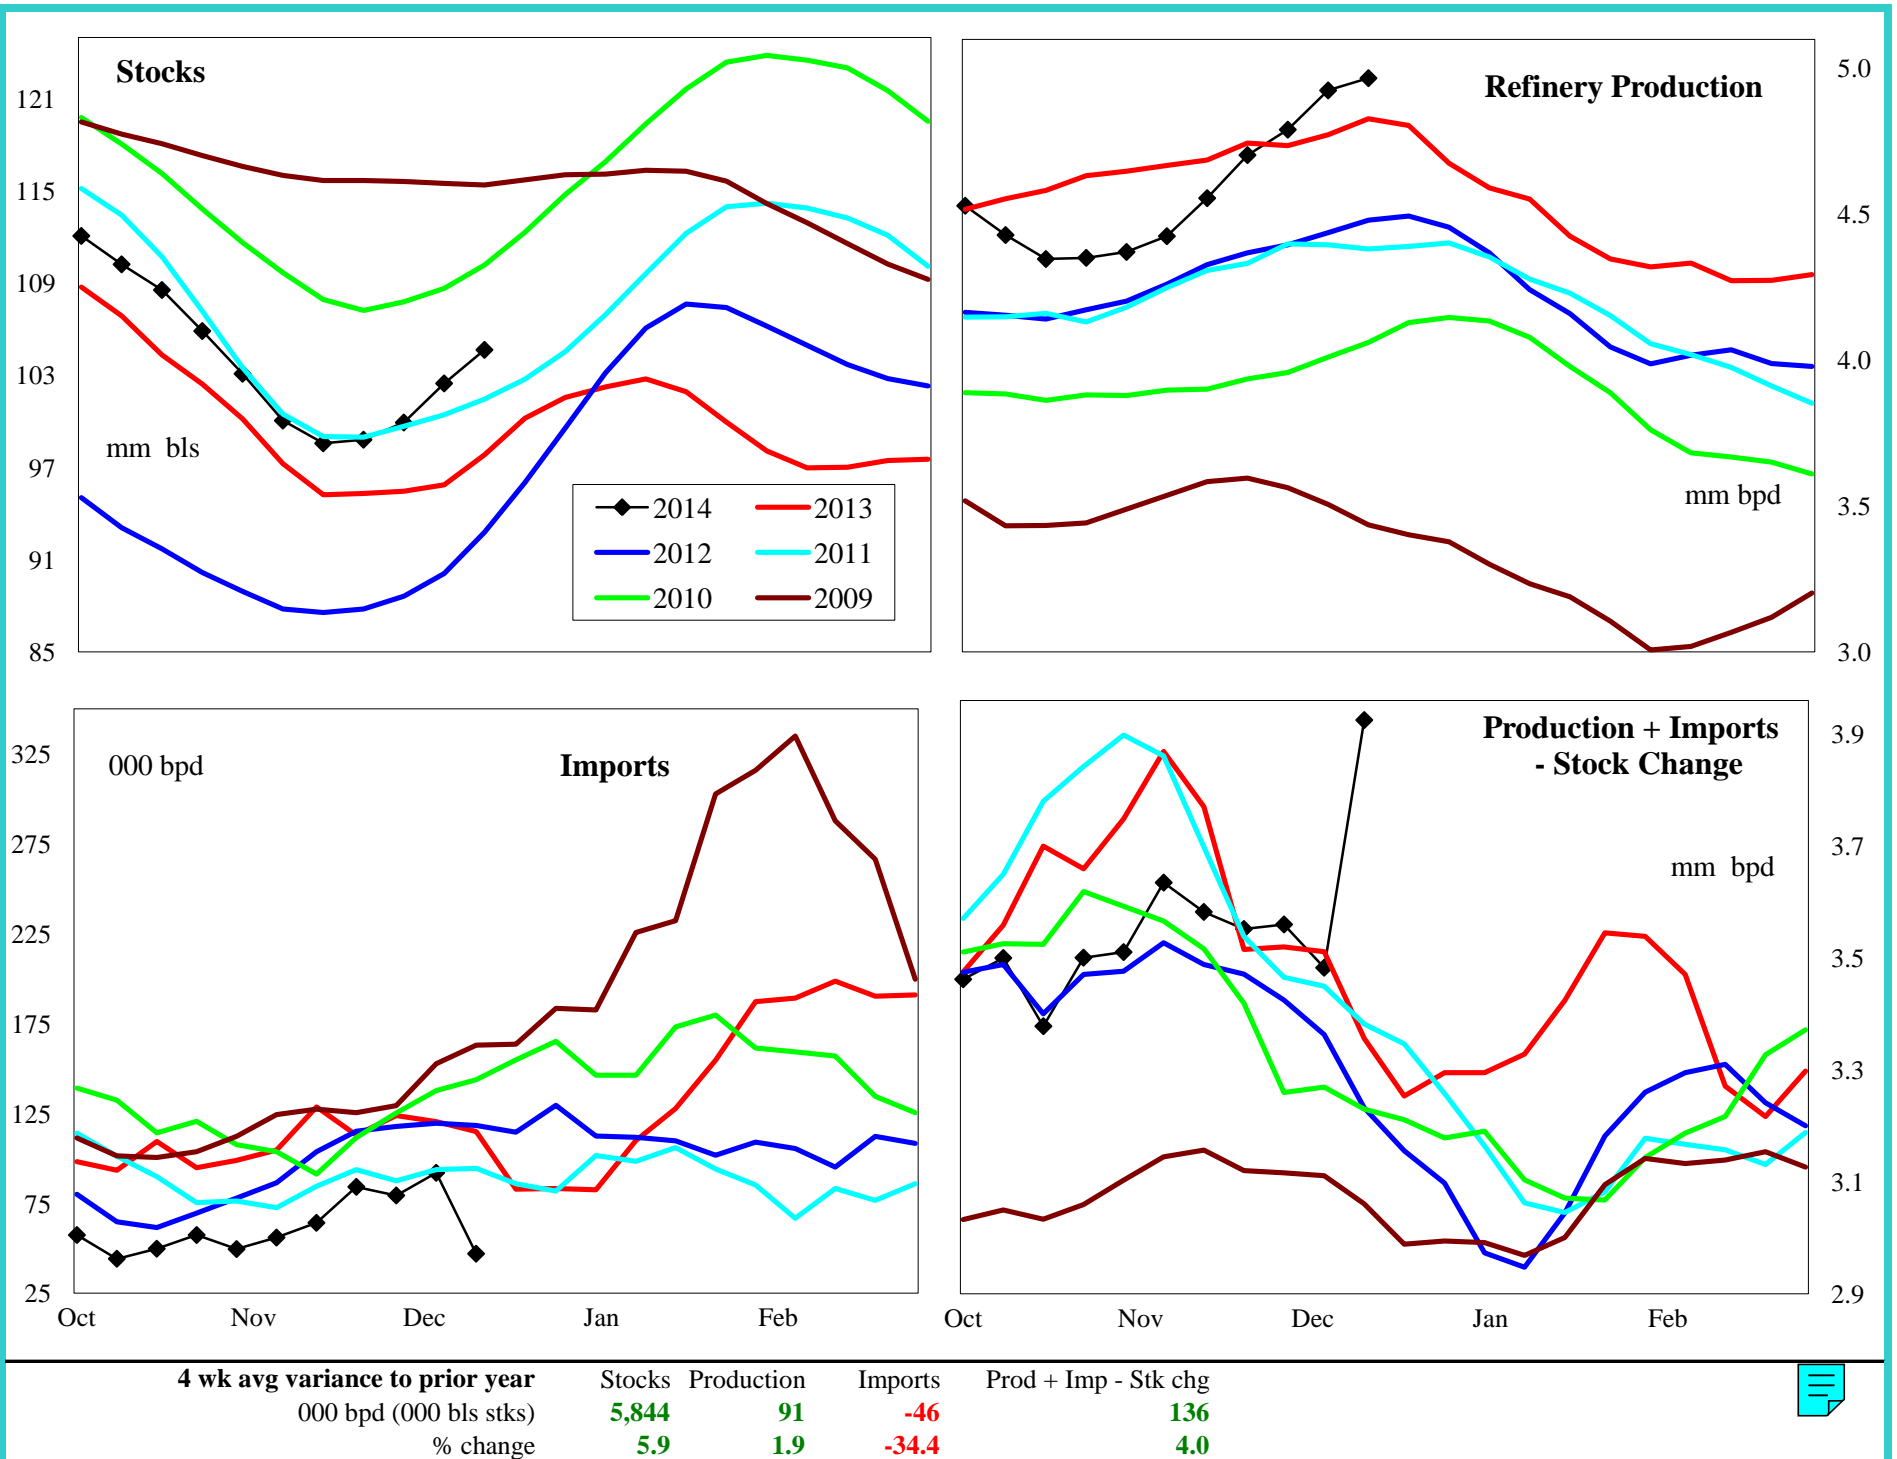 Stocks
121
115
109
103
97
91
85
mm bls
2014 2013
2012 2011
2010 2009
Refinery Production
5.0
4.5
4.0
3.5
3.0
mm bpd
Imports
000 bpd
325
275
225
175
125
75
25
Oct Nov Dec Jan Feb
Production + Imports
- Stock Change
mm bpd
3.9
3.7
3.5
3.3
3.1
2.9
Oct Nov Dec Jan Feb
4 wk avg variance to prior year Stocks Production Imports Prod + Imp - Stk chg
000 bpd (000 bls stks) 5,844 91 -46 136
% change 5.9 1.9 -34.4 4.0